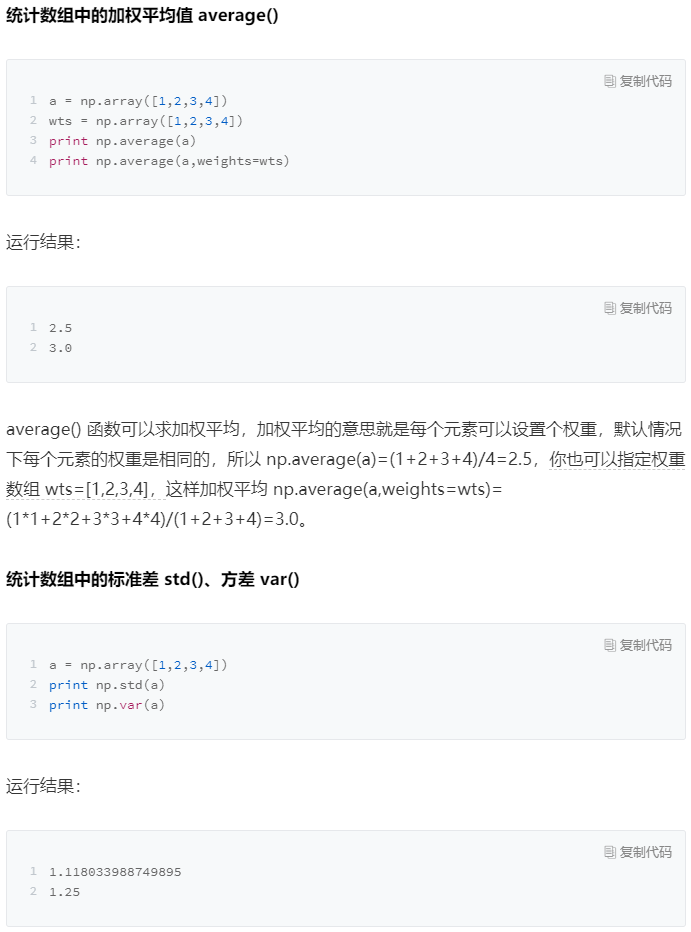 统计数组中的加权平均值 average()
复制代码
1 a = np.array([1,2,3,4])
2 wts = np.array([1,2,3,4])
3 print np.average(a)
4 print np.average(a,weights=wts)
运行结果：
复制代码
1 2.5
2 3.0
average() 函数可以求加权平均，加权平均的意思就是每个元素可以设置个权重，默认情况
下每个元素的权重是相同的，所以 np.average(a)=(1+2+3+4)/4=2.5，你也可以指定权重
数组 wts=[1,2,3,4]，这样加权平均 np.average(a,weights=wts)=
(1*1+2*2+3*3+4*4)/(1+2+3+4)=3.0。
统计数组中的标准差 std()、方差 var()
复制代码
1 a = np.array([1,2,3,4])
2 print np.std(a)
3 print np.var(a)
运行结果：
复制代码
1 1.118033988749895
2 1.25